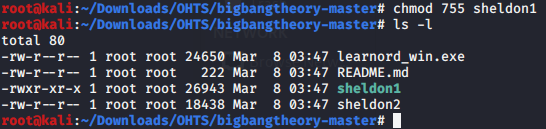 root@kali:~/Downloads/OHTS/bigbangtheory-master# chmod 755 sheldon1
root@kali:~/Downloads/OHTS/bigbangtheory-master# ls -l
total 80
-rw-r--r-- 1 root root 24650 Mar  8 03:47 learnord_win.exe
-rw-r--r-- 1 root root   222 Mar  8 03:47 README.md
-rwxr-xr-x 1 root root 26943 Mar  8 03:47 sheldon1
-rw-r--r-- 1 root root 18438 Mar  8 03:47 sheldon2
root@kali:~/Downloads/OHTS/bigbangtheory-master#